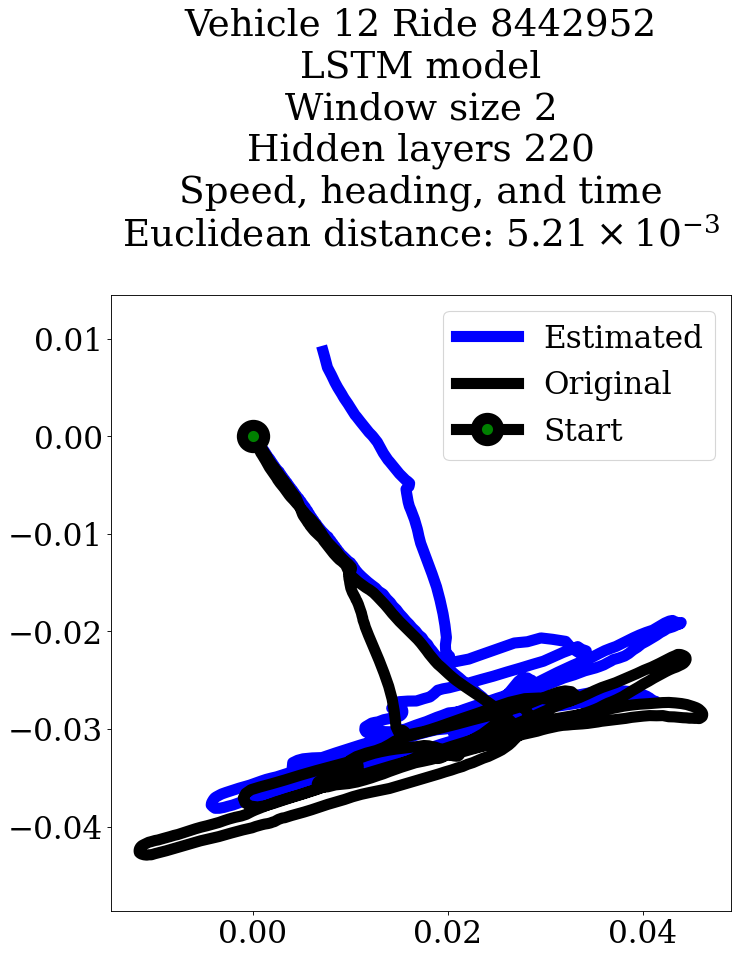 Vehicle 12 Ride 8442952
LSTM model
Window size 2
Hidden layers 220
Speed, heading, and time
Euclidean distance: 5.21 × 10⁻³
Estimated
Original
Start
0.01
0.00
−0.01
−0.02
−0.03
−0.04
0.00 0.02 0.04